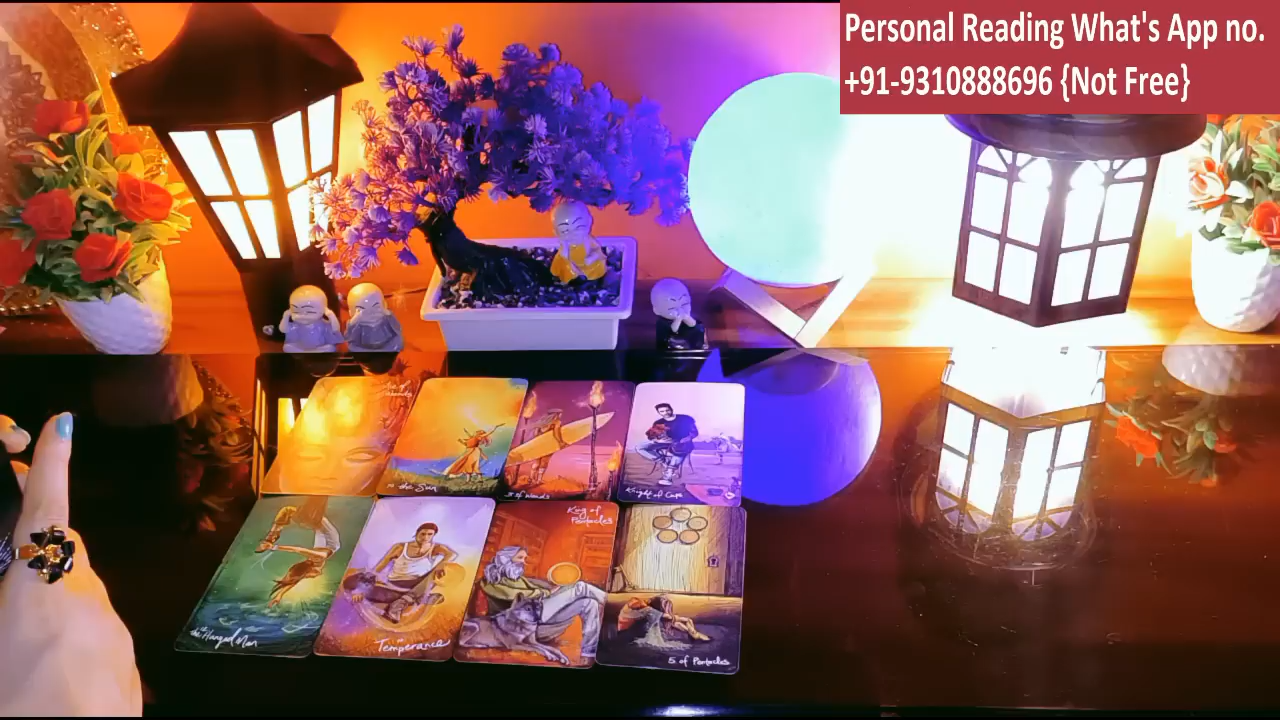 Personal Reading What's App no.
+91-9310888696 {Not Free}
the Sun
3 of Wands
Knight of Cups
the Hanged Man
Temperance
King of
Pentacles
5 of Pentacles